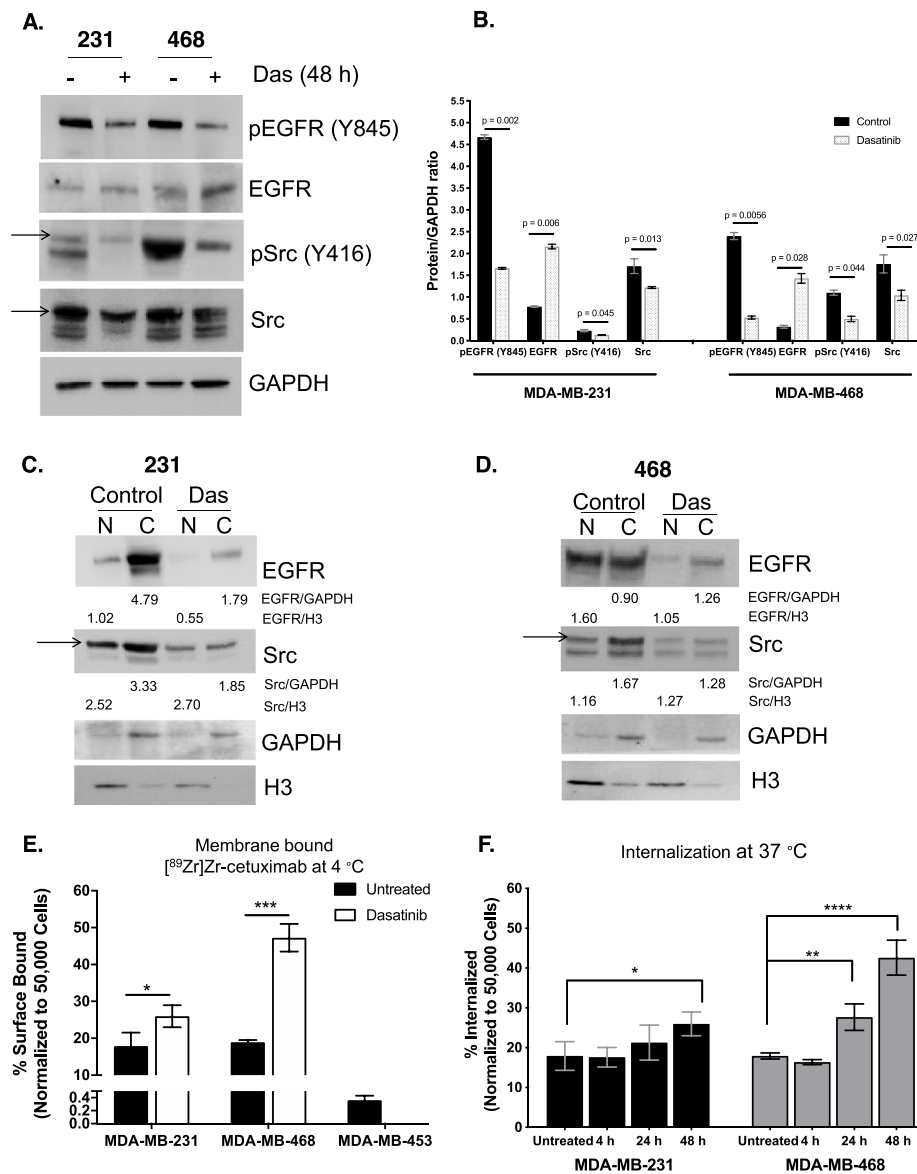 A.
231 468
- + - + Das (48 h)
pEGFR (Y845)
EGFR
pSrc (Y416)
Src
GAPDH
B.
Protein/GAPDH ratio
5.5
5.0
4.5
4.0
3.5
3.0
2.5
2.0
1.5
1.0
0.5
0.0
Control
Dasatinib
p = 0.002
p = 0.006
p = 0.045
p = 0.013
p = 0.0056
p = 0.028
p = 0.044
p = 0.027
pEGFR (Y845) EGFR pSrc (Y416) Src
pEGFR (Y845) EGFR pSrc (Y416) Src
MDA-MB-231 MDA-MB-468
C.
231
Control Das
N C N C
EGFR
4.79 1.79 EGFR/GAPDH
1.02 0.55 EGFR/H3
Src
3.33 1.85 Src/GAPDH
2.52 2.70 Src/H3
GAPDH
H3
D.
468
Control Das
N C N C
EGFR
0.90 1.26 EGFR/GAPDH
1.60 1.05 EGFR/H3
Src
1.67 1.28 Src/GAPDH
1.16 1.27 Src/H3
GAPDH
H3
E.
Membrane bound
[⁸⁹Zr]Zr-cetuximab at 4 °C
Untreated
Dasatinib
% Surface Bound
(Normalized to 50,000 Cells)
60
50
40
30
20
10
0.4
0.2
0.0
*
***
MDA-MB-231 MDA-MB-468 MDA-MB-453
F.
Internalization at 37 °C
% Internalized
(Normalized to 50,000 Cells)
60
50
40
30
20
10
0
*
**
****
Untreated 4 h 24 h 48 h Untreated 4 h 24 h 48 h
MDA-MB-231 MDA-MB-468